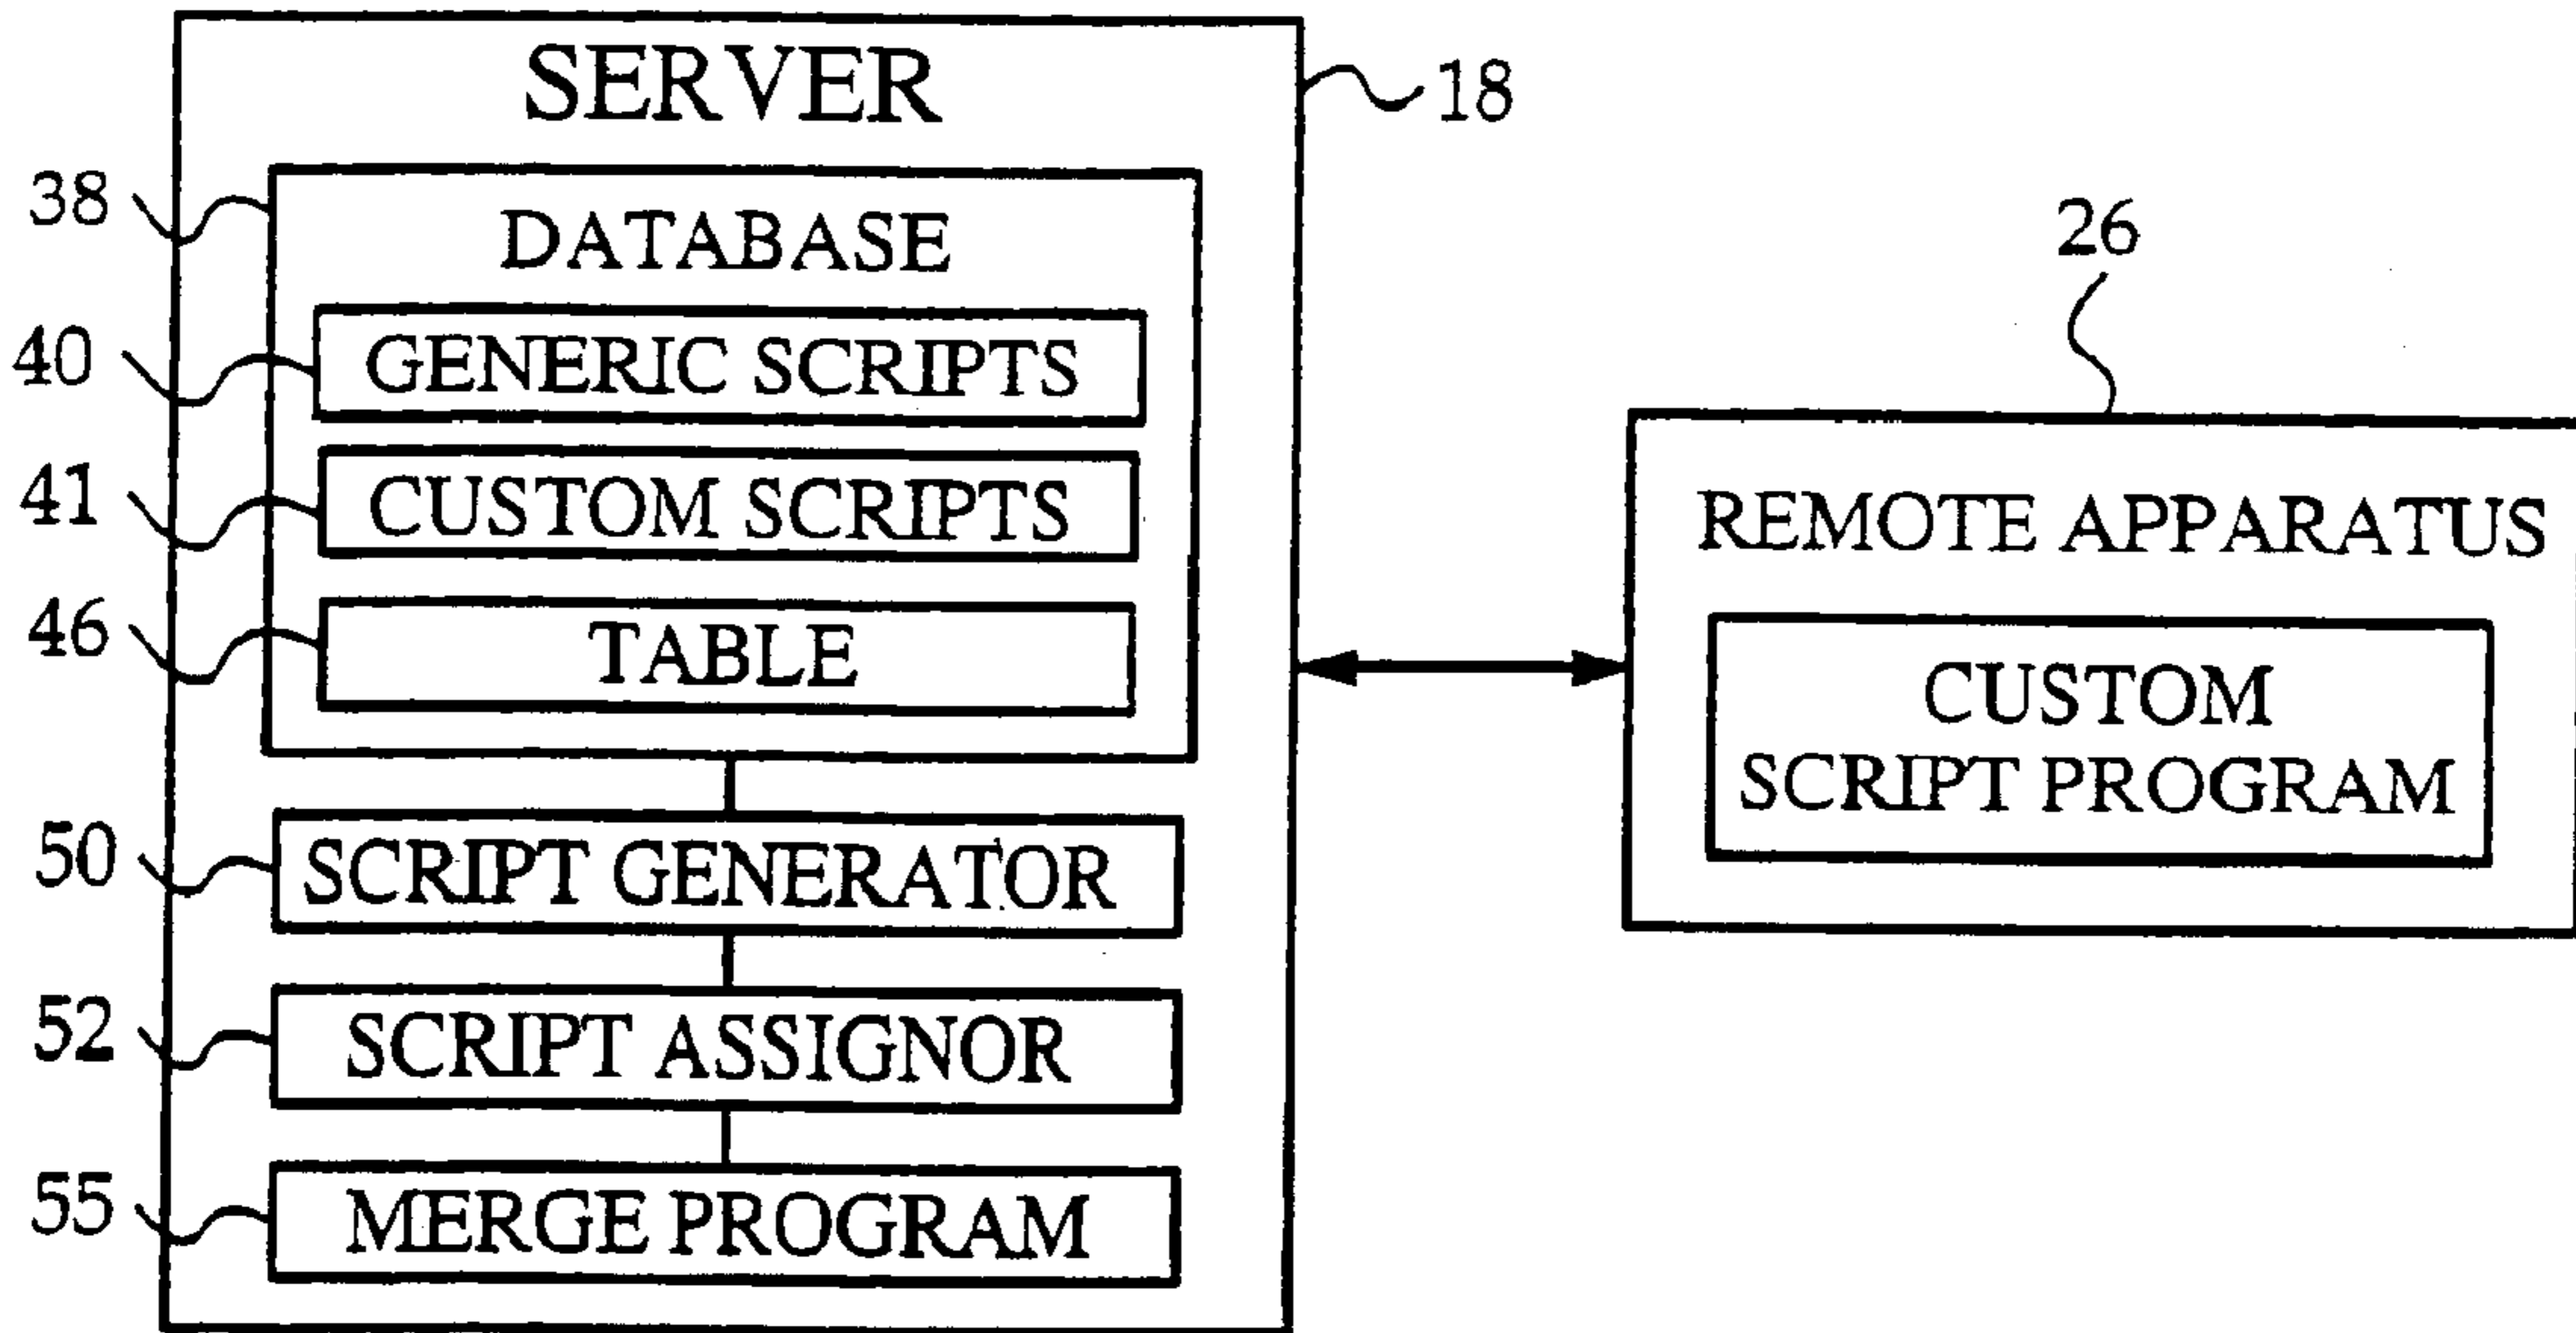 SERVER
18
38
DATABASE
40
GENERIC SCRIPTS
41
CUSTOM SCRIPTS
46
TABLE
50
SCRIPT GENERATOR
52
SCRIPT ASSIGNOR
55
MERGE PROGRAM
26
REMOTE APPARATUS
CUSTOM
SCRIPT PROGRAM